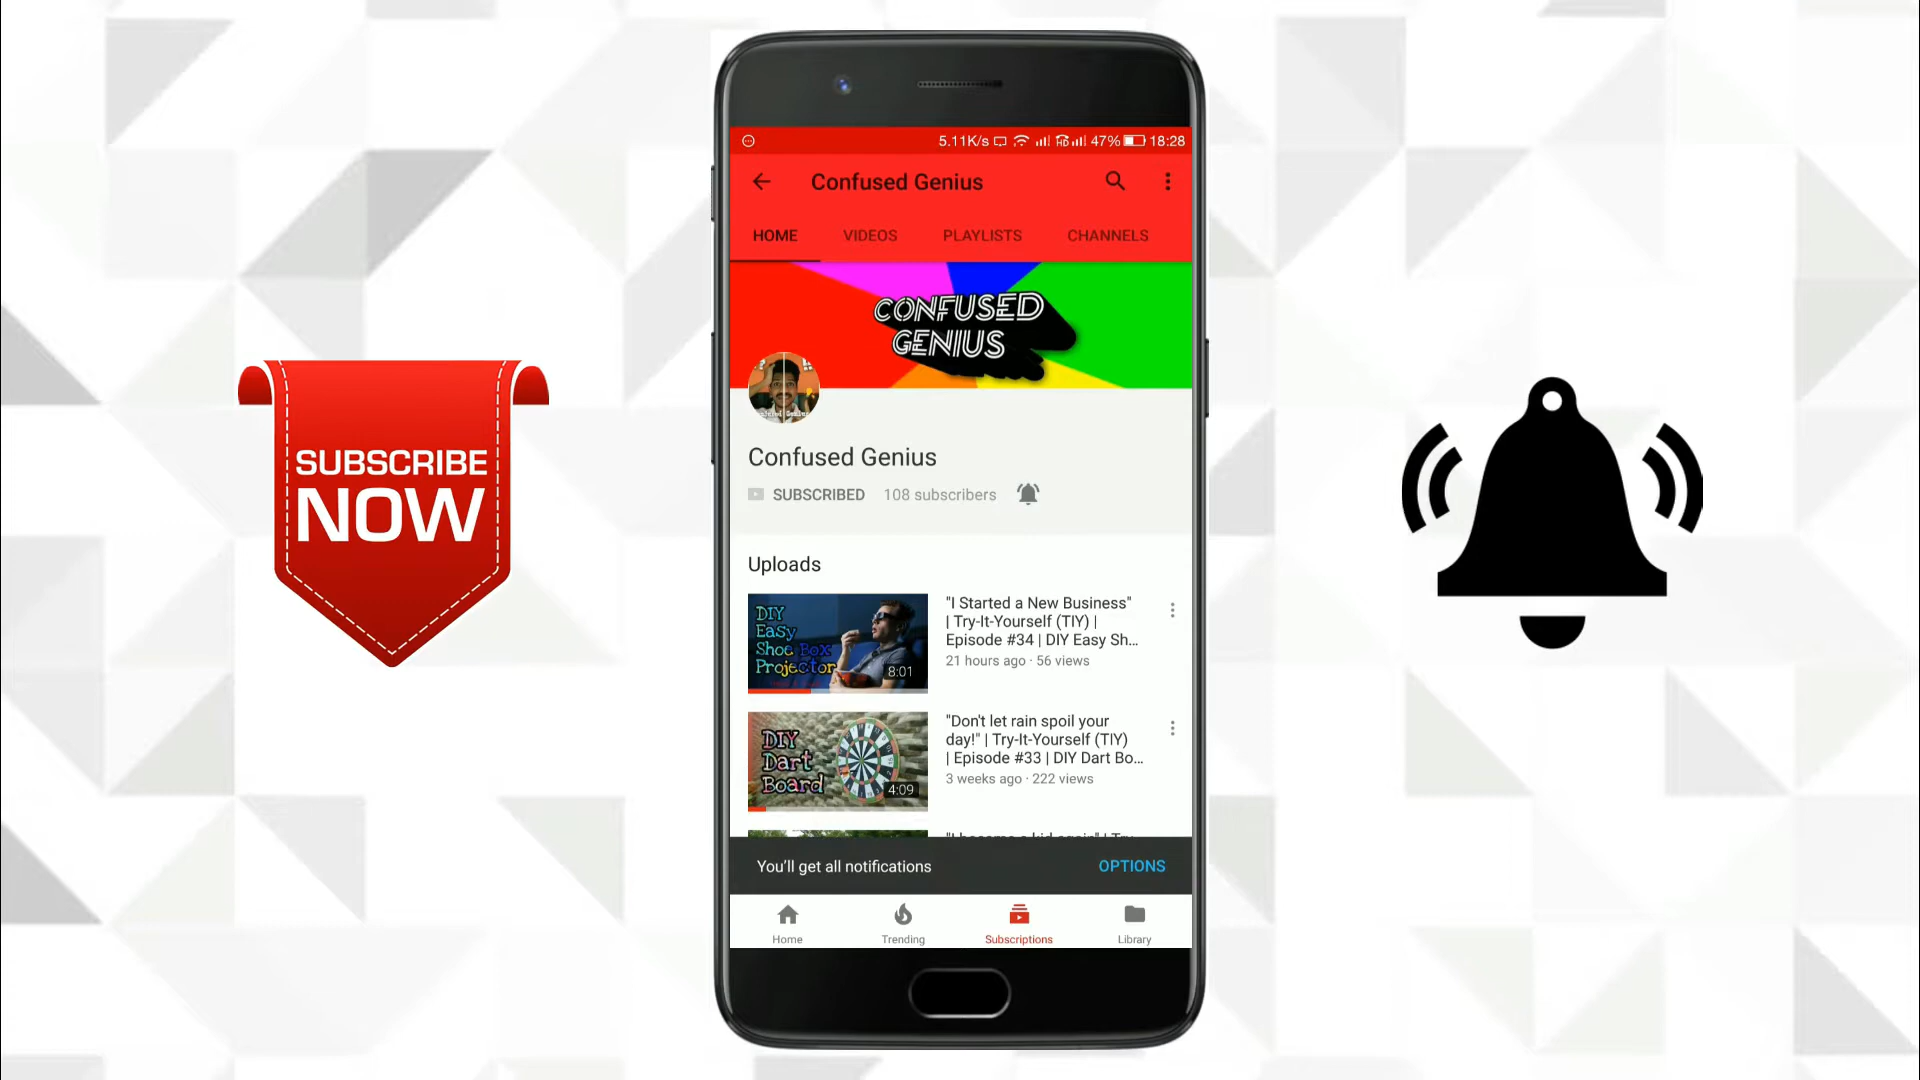 SUBSCRIBE
NOW
5.11K/s 47% 18:28
Confused Genius
HOME VIDEOS PLAYLISTS CHANNELS
CONFUSED
GENIUS
Confused Genius
SUBSCRIBED 108 subscribers
Uploads
DIY
Easy
Shoe Box
Projector
8:01
"I Started a New Business"
| Try-It-Yourself (TIY) |
Episode #34 | DIY Easy Sh...
21 hours ago · 56 views
DIY
Dart
Board
4:09
"Don't let rain spoil your
day!" | Try-It-Yourself (TIY)
| Episode #33 | DIY Dart Bo...
3 weeks ago · 222 views
You'll get all notifications OPTIONS
Home Trending Subscriptions Library